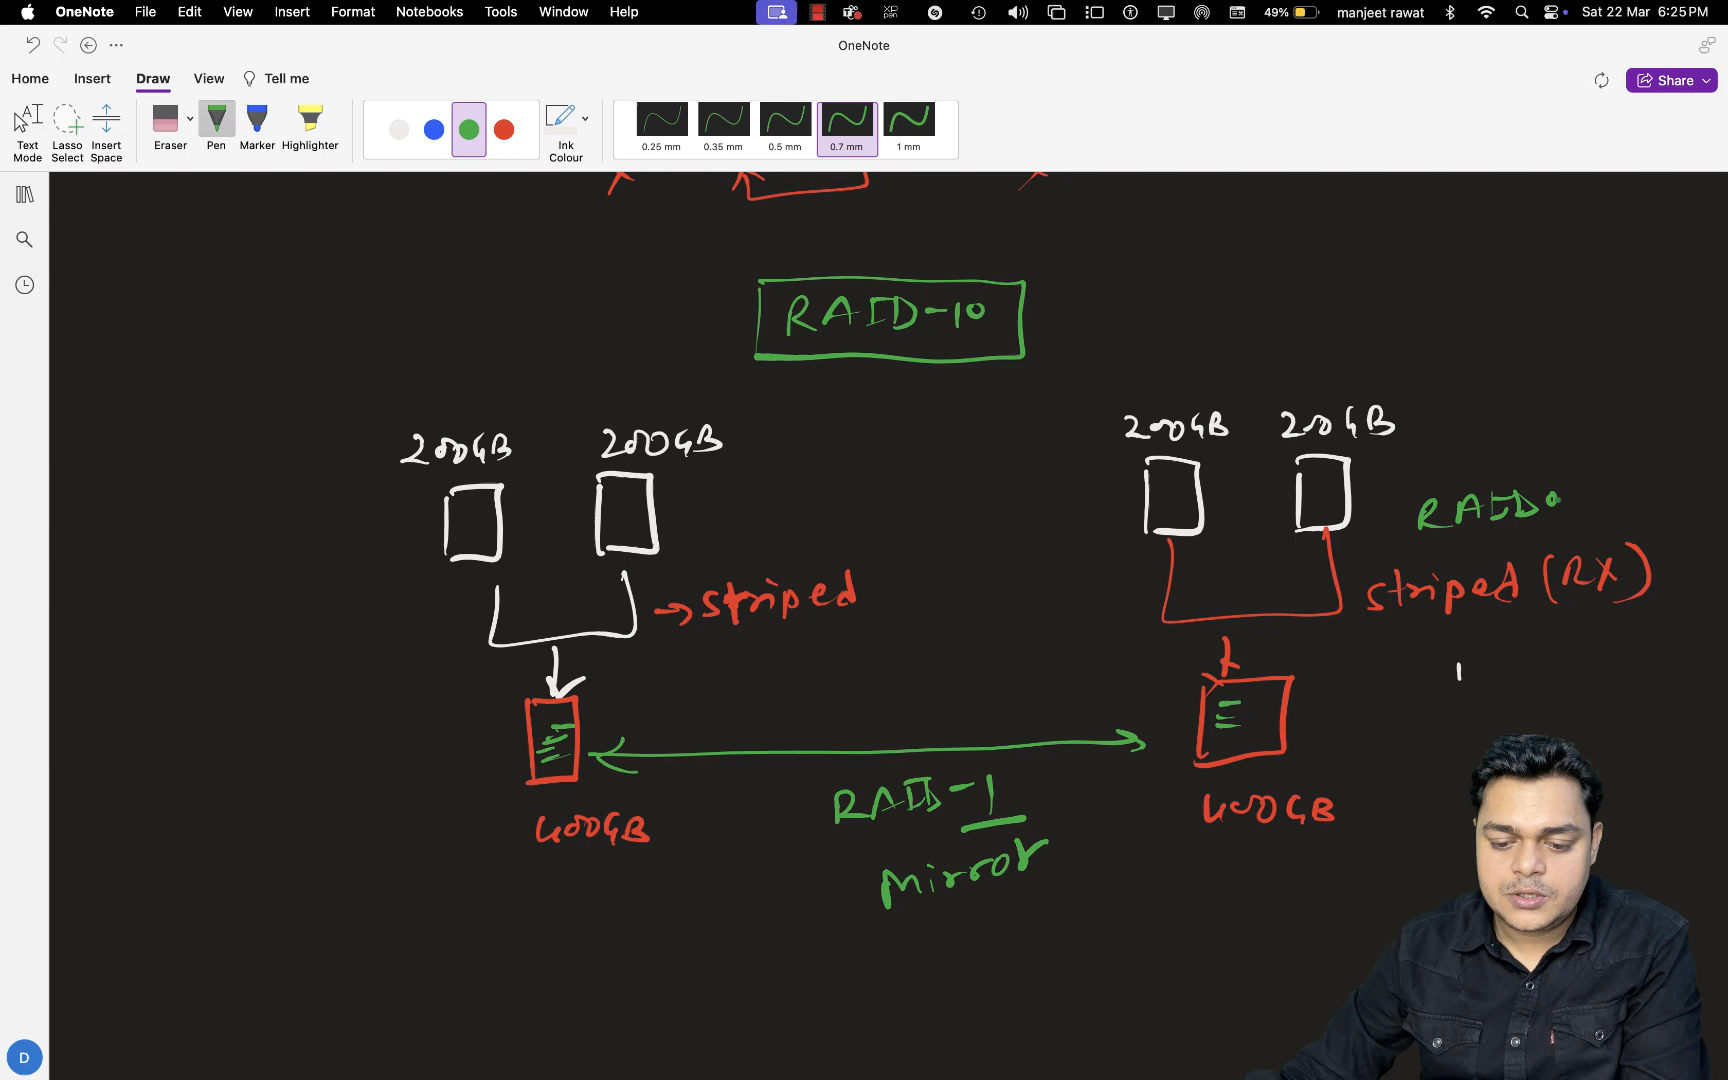 OneNote File Edit View Insert Format Notebooks Tools Window Help
XP pen 49% manjeet rawat Sat 22 Mar 6:25 PM
OneNote
Home Insert Draw View Tell me
Share
Text Mode
Lasso Select
Insert Space
Eraser
Pen
Marker
Highlighter
Ink Colour
0.25 mm
0.35 mm
0.5 mm
0.7 mm
1 mm
RAID-10
200GB 200GB
200GB 200GB
RAID
→ striped
striped (RX)
RAID-1
mirror
400GB
400GB
D